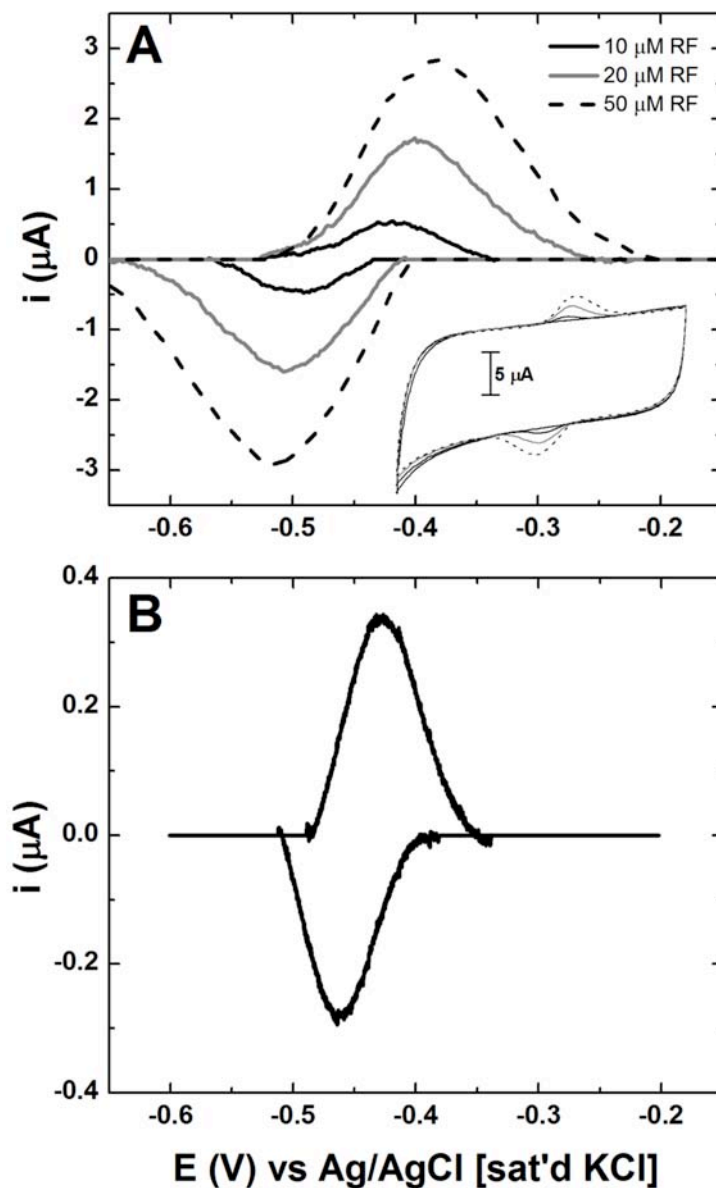 A
10 μM RF
20 μM RF
50 μM RF
3
2
1
0
-1
-2
-3
i (μA)
5 μA
-0.6 -0.5 -0.4 -0.3 -0.2
B
0.4
0.2
0.0
-0.2
-0.4
i (μA)
-0.6 -0.5 -0.4 -0.3 -0.2
E (V) vs Ag/AgCl [sat'd KCl]